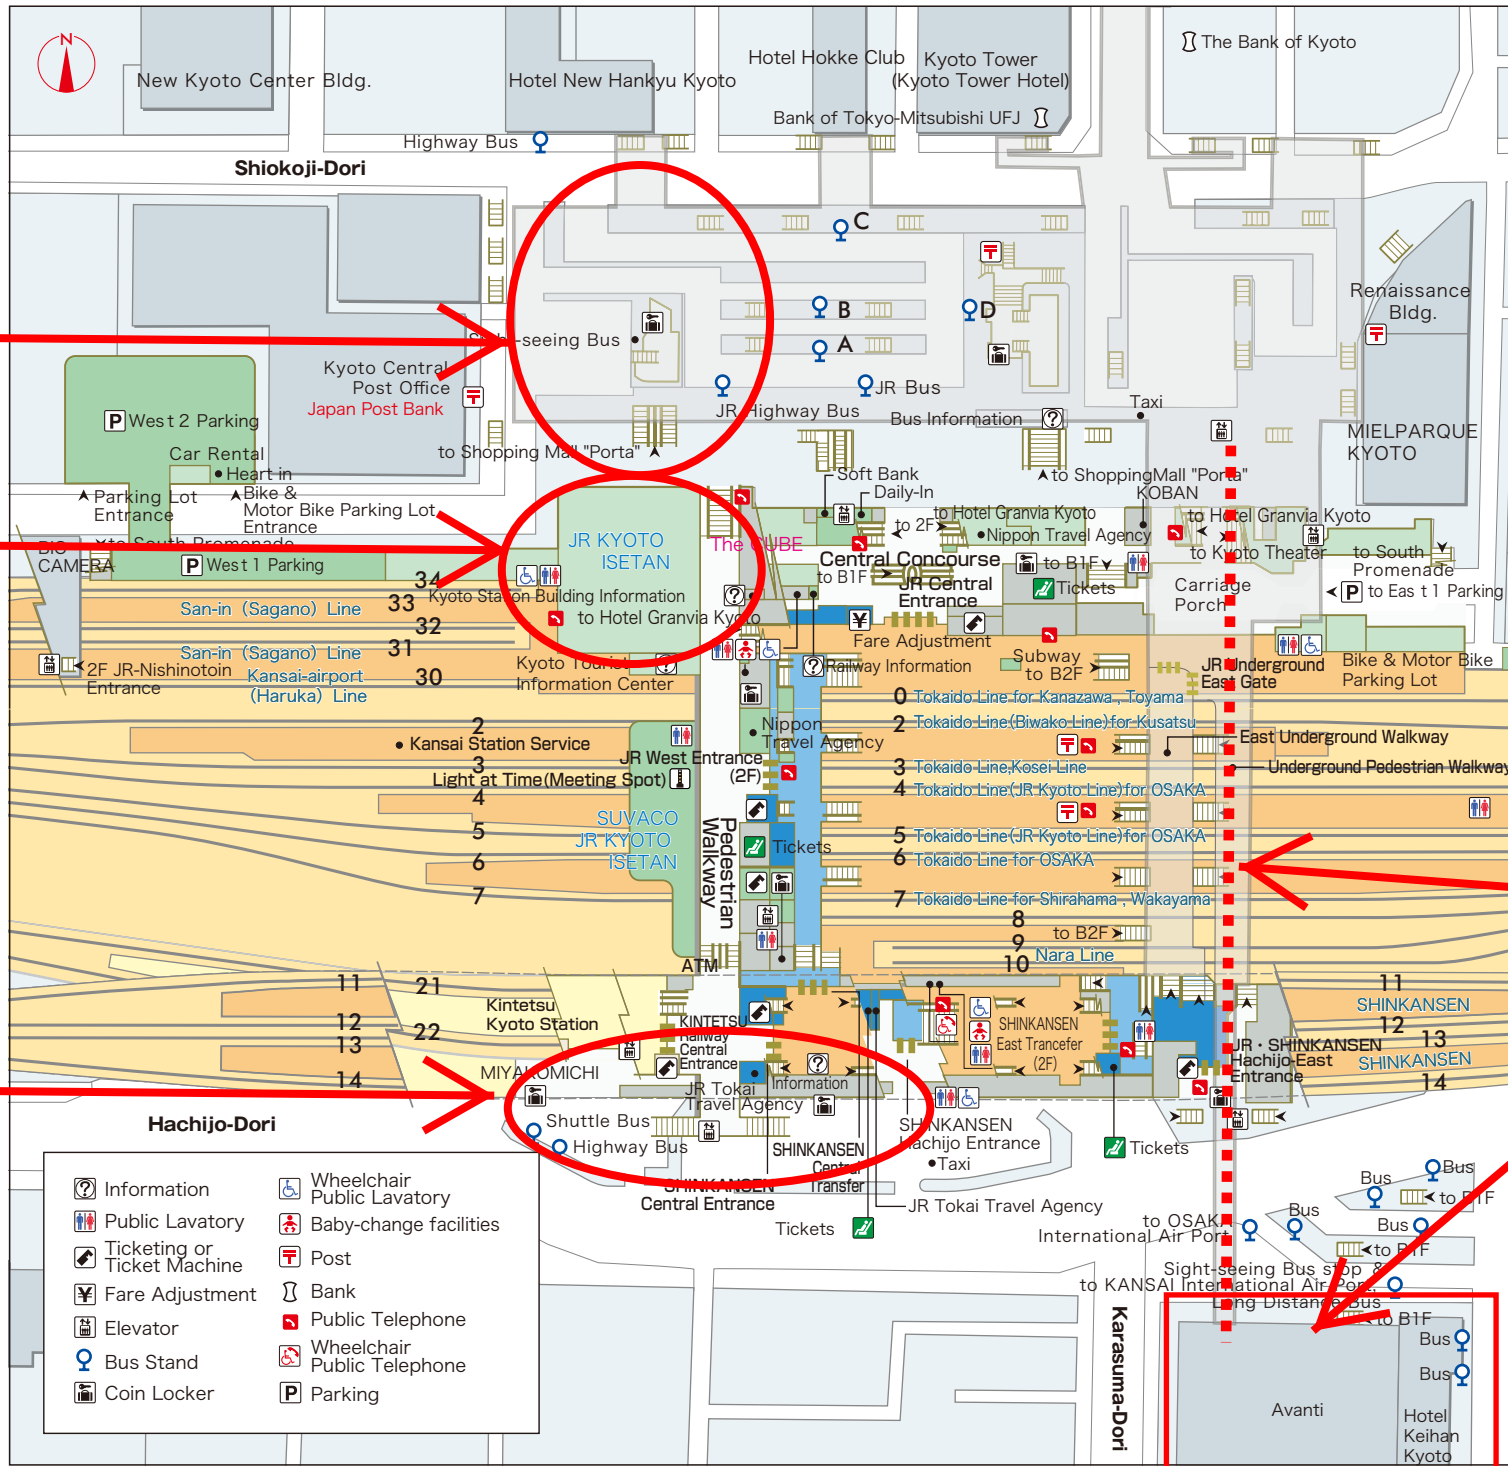 N
New Kyoto Center Bldg.
Hotel New Hankyu Kyoto
Hotel Hokke Club
Kyoto Tower
(Kyoto Tower Hotel)
The Bank of Kyoto
Bank of Tokyo-Mitsubishi UFJ
Highway Bus
Shiokoji-Dori
C
B
A
D
-seeing Bus
Renaissance
Bldg.
Kyoto Central
Post Office
Japan Post Bank
JR Highway Bus
JR Bus
Bus Information
Taxi
P West 2 Parking
Car Rental
Heart in
Parking Lot
Entrance
Bike &
Motor Bike Parking Lot
Entrance
to Shopping Mall "Porta"
to ShoppingMall "Porta"
MIELPARQUE
KYOTO
Soft Bank
Daily-In
KOBAN
to 2F
to Hotel Granvia Kyoto
Nippon Travel Agency
to Hotel Granvia Kyoto
to Kyoto Theater
to South
Promenade
to South Promenade
BIC
CAMERA
P West 1 Parking
JR KYOTO
ISETAN
The CUBE
Central Concourse
to B1F
JR Central
Entrance
to B1F
Tickets
Carriage
Porch
P to East 1 Parking
34
33
32
31
30
San-in (Sagano) Line
San-in (Sagano) Line
Kansai-airport
(Haruka) Line
Kyoto Station Building Information
to Hotel Granvia Kyoto
Fare Adjustment
2F JR-Nishinotoin
Entrance
Kyoto Tourist
Information Center
Railway Information
Subway
to B2F
JR Underground
East Gate
Bike & Motor Bike
Parking Lot
0 Tokaido Line for Kanazawa , Toyama
2 Tokaido Line(Biwako Line)for Kusatsu
3 Tokaido Line,Kosei Line
4 Tokaido Line(JR Kyoto Line)for OSAKA
5 Tokaido Line(JR Kyoto Line)for OSAKA
6 Tokaido Line for OSAKA
7 Tokaido Line for Shirahama , Wakayama
8
to B2F
9
Nara Line
10
2
Kansai Station Service
3
4
5
6
7
Nippon
Travel Agency
JR West Entrance
(2F)
Light at Time(Meeting Spot)
SUVACO
JR KYOTO
ISETAN
Pedestrian
Walkway
Tickets
East Underground Walkway
Underground Pedestrian Walkway
ATM
11
12
13
14
21
22
Kintetsu
Kyoto Station
KINTETSU
Railway
Central
Entrance
MIYAKOMICHI
JR Tokai
Travel Agency
Information
SHINKANSEN
East Trancefer
(2F)
JR・SHINKANSEN
Hachijo-East
Entrance
11
SHINKANSEN
12
13
SHINKANSEN
14
Hachijo-Dori
Shuttle Bus
Highway Bus
SHINKANSEN
Central
Transfer
SHINKANSEN
Central Entrance
SHINKANSEN
Hachijo Entrance
Taxi
Tickets
JR Tokai Travel Agency
Tickets
to OSAKA
International Air Port
Bus
Bus
to B1F
Bus
Bus
to B1F
Sight-seeing Bus stop &
to KANSAI International Air Port,
Long Distance Bus
to B1F
Bus
Bus
Avanti
Hotel
Keihan
Kyoto
Karasuma-Dori
Information
Public Lavatory
Ticketing or
Ticket Machine
Fare Adjustment
Elevator
Bus Stand
Coin Locker
Wheelchair
Public Lavatory
Baby-change facilities
Post
Bank
Public Telephone
Wheelchair
Public Telephone
P Parking